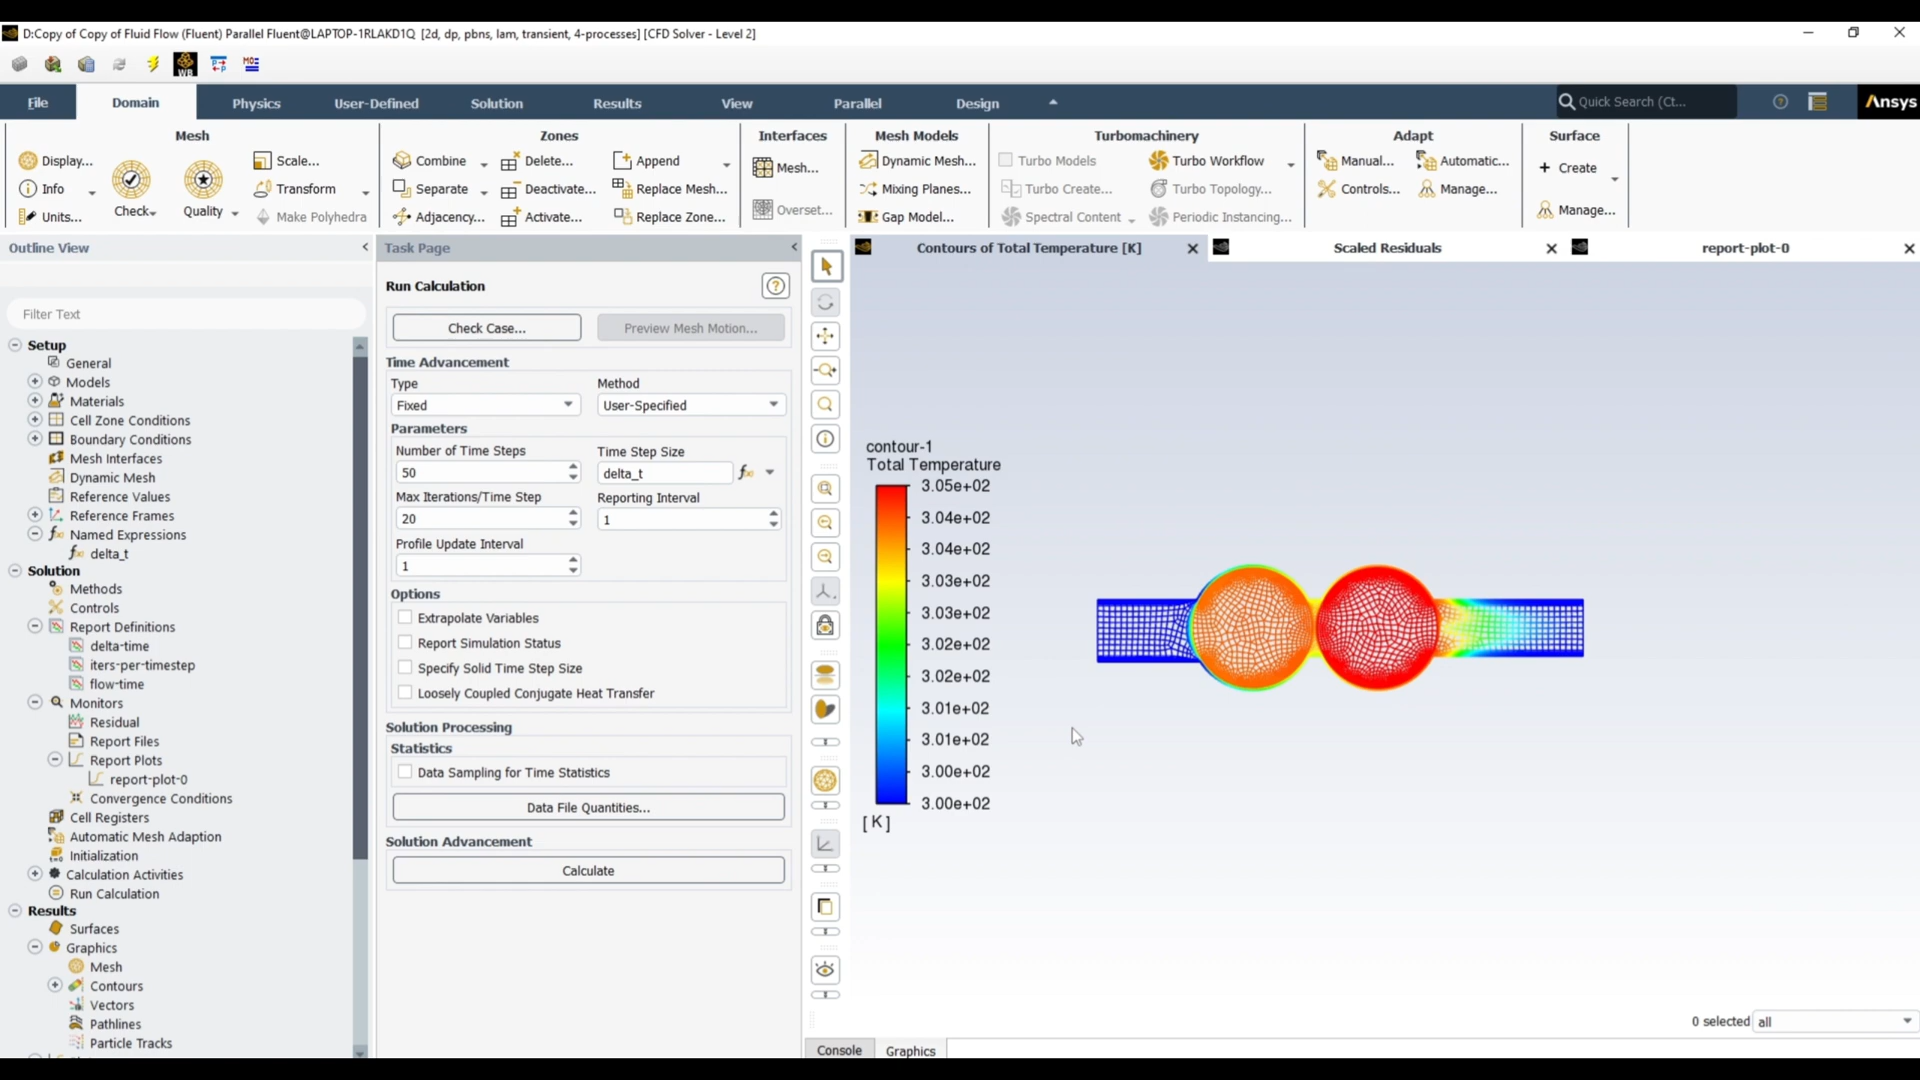 D:Copy of Copy of Fluid Flow (Fluent) Parallel Fluent@LAPTOP-1RLAKD1Q [2d, dp, pbns, lam, transient, 4-processes] [CFD Solver - Level 2]
WB
File Domain Physics User-Defined Solution Results View Parallel Design Quick Search (Ct... Ansys
Mesh
Display...
Info
Units...
Check
Quality
Scale...
Transform
Make Polyhedra
Zones
Combine Delete... Append
Separate Deactivate... Replace Mesh...
Adjacency... Activate... Replace Zone...
Interfaces
Mesh...
Overset...
Mesh Models
Dynamic Mesh...
Mixing Planes...
Gap Model...
Turbomachinery
Turbo Models Turbo Workflow
Turbo Create... Turbo Topology...
Spectral Content Periodic Instancing...
Adapt
Manual... Automatic...
Controls... Manage...
Surface
Create
Manage...
Outline View
Filter Text
Setup
General
Models
Materials
Cell Zone Conditions
Boundary Conditions
Mesh Interfaces
Dynamic Mesh
Reference Values
Reference Frames
Named Expressions
delta_t
Solution
Methods
Controls
Report Definitions
delta-time
iters-per-timestep
flow-time
Monitors
Residual
Report Files
Report Plots
report-plot-0
Convergence Conditions
Cell Registers
Automatic Mesh Adaption
Initialization
Calculation Activities
Run Calculation
Results
Surfaces
Graphics
Mesh
Contours
Vectors
Pathlines
Particle Tracks
Task Page
Run Calculation
Check Case... Preview Mesh Motion...
Time Advancement
Type Method
Fixed User-Specified
Parameters
Number of Time Steps Time Step Size
50 delta_t
Max Iterations/Time Step Reporting Interval
20 1
Profile Update Interval
1
Options
Extrapolate Variables
Report Simulation Status
Specify Solid Time Step Size
Loosely Coupled Conjugate Heat Transfer
Solution Processing
Statistics
Data Sampling for Time Statistics
Data File Quantities...
Solution Advancement
Calculate
Contours of Total Temperature [K] Scaled Residuals report-plot-0
contour-1
Total Temperature
3.05e+02
3.04e+02
3.04e+02
3.03e+02
3.03e+02
3.02e+02
3.02e+02
3.01e+02
3.01e+02
3.00e+02
3.00e+02
[ K ]
0 selected all
Console Graphics